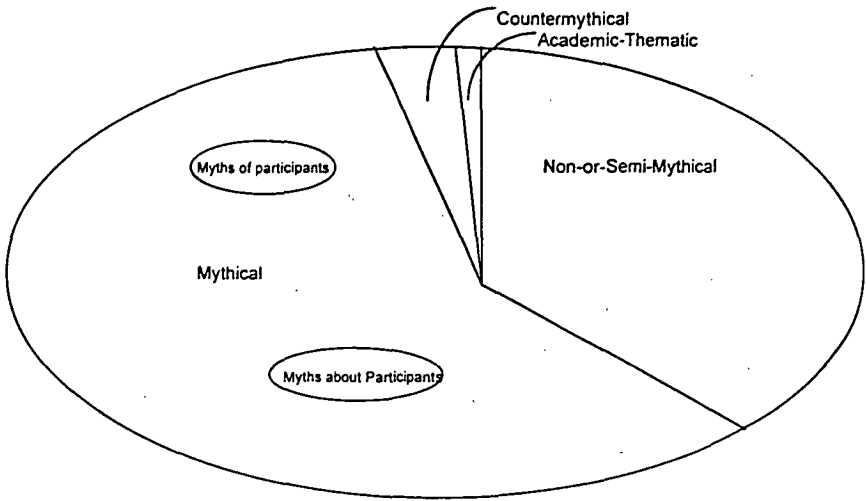 Countermythical
Academic-Thematic
Myths of participants
Non-or-Semi-Mythical
Mythical
Myths about Participants